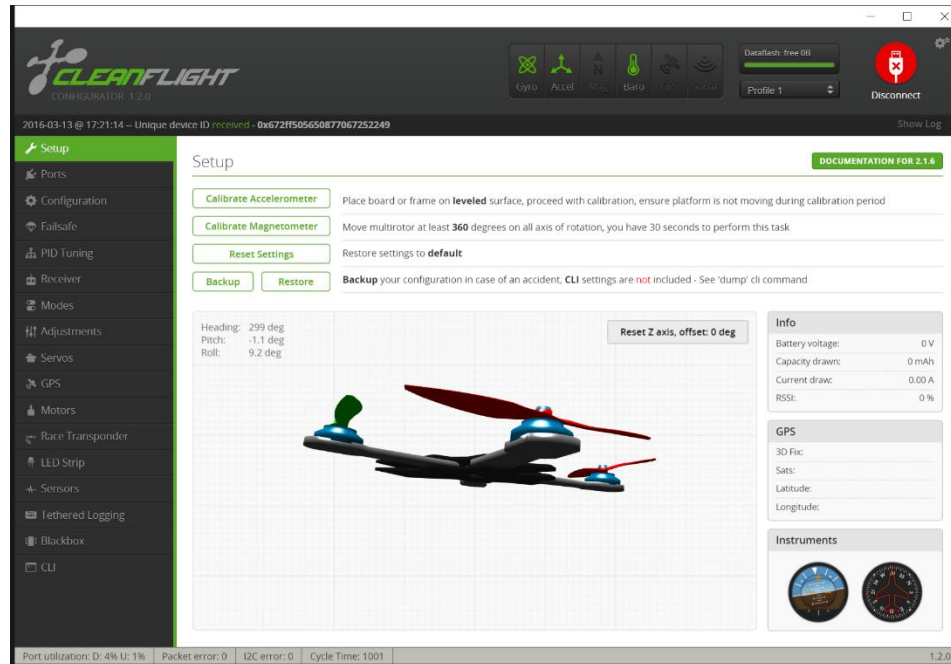 CLEANFLIGHT
CONFIGURATOR 1.2.0
Gyro Accel Mag Baro GPS Sonar
Dataflash: free 0B
Profile 1
Disconnect
2016-03-13 @ 17:21:14 -- Unique device ID received - 0x672ff505650877067252249
Show Log
Setup
Ports
Configuration
Failsafe
PID Tuning
Receiver
Modes
Adjustments
Servos
GPS
Motors
Race Transponder
LED Strip
Sensors
Tethered Logging
Blackbox
CLI
Setup
DOCUMENTATION FOR 2.1.6
Calibrate Accelerometer Place board or frame on leveled surface, proceed with calibration, ensure platform is not moving during calibration period
Calibrate Magnetometer Move multirotor at least 360 degrees on all axis of rotation, you have 30 seconds to perform this task
Reset Settings Restore settings to default
Backup Restore Backup your configuration in case of an accident, CLI settings are not included - See 'dump' cli command
Heading: 299 deg
Pitch: -1.1 deg
Roll: 9.2 deg
Reset Z axis, offset: 0 deg
Info
Battery voltage: 0 V
Capacity drawn: 0 mAh
Current draw: 0.00 A
RSSI: 0 %
GPS
3D Fix:
Sats:
Latitude:
Longitude:
Instruments
Port utilization: D: 4% U: 1% Packet error: 0 I2C error: 0 Cycle Time: 1001 1.2.0